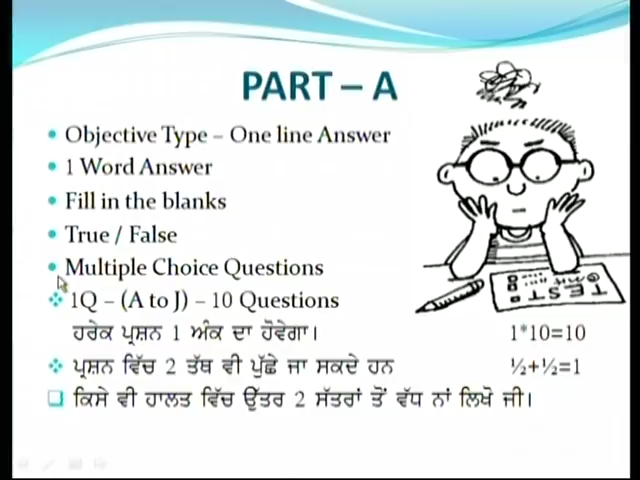 PART – A
Objective Type – One line Answer
1 Word Answer
Fill in the blanks
True / False
Multiple Choice Questions
1Q – (A to J) – 10 Questions
ਹਰੇਕ ਪ੍ਰਸ਼ਨ 1 ਅੰਕ ਦਾ ਹੋਵੇਗਾ। 1*10=10
ਪ੍ਰਸ਼ਨ ਵਿੱਚ 2 ਤੱਥ ਵੀ ਪੁੱਛੇ ਜਾ ਸਕਦੇ ਹਨ ½+½=1
ਕਿਸੇ ਵੀ ਹਾਲਤ ਵਿੱਚ ਉੱਤਰ 2 ਸੱਤਰਾਂ ਤੋਂ ਵੱਧ ਨਾਂ ਲਿਖੋ ਜੀ।
TEST